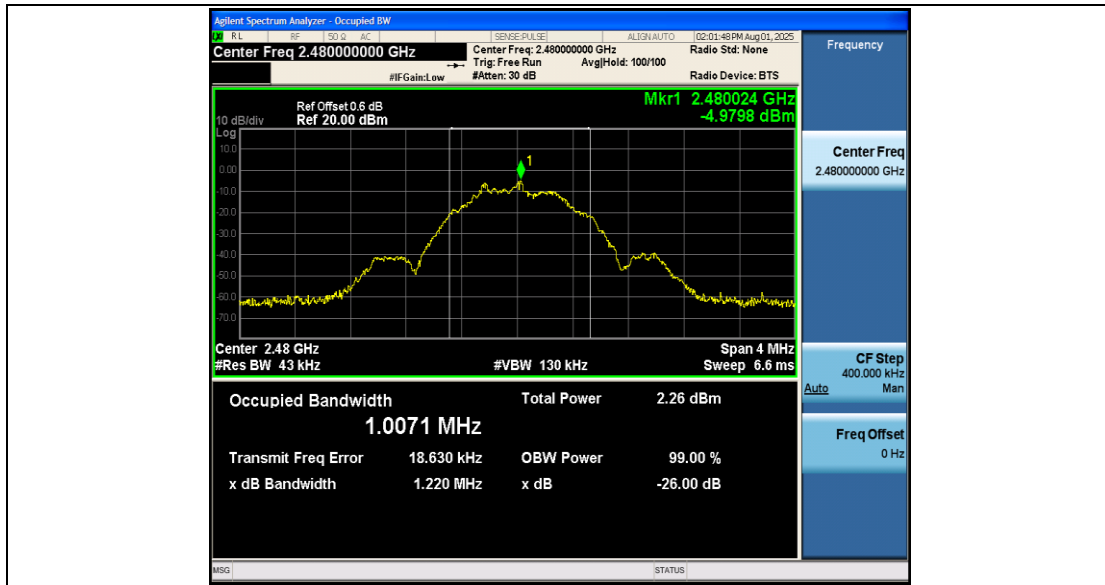 Agilent Spectrum Analyzer - Occupied BW
LXI RL RF 50 Ω AC SENSE:PULSE ALIGN AUTO 02:01:48 PM Aug 01, 2025
Center Freq 2.480000000 GHz
Center Freq: 2.480000000 GHz Radio Std: None
Trig: Free Run Avg|Hold: 100/100
#IFGain:Low #Atten: 30 dB Radio Device: BTS
Mkr1 2.480024 GHz
-4.9798 dBm
Ref Offset 0.6 dB
10 dB/div Ref 20.00 dBm
Log
10.0
0.00
-10.0
-20.0
-30.0
-40.0
-50.0
-60.0
-70.0
1
Center 2.48 GHz Span 4 MHz
#Res BW 43 kHz #VBW 130 kHz Sweep 6.6 ms
Occupied Bandwidth Total Power 2.26 dBm
1.0071 MHz
Transmit Freq Error 18.630 kHz OBW Power 99.00 %
x dB Bandwidth 1.220 MHz x dB -26.00 dB
MSG STATUS
Frequency
Center Freq
2.480000000 GHz
CF Step
400.000 kHz
Auto Man
Freq Offset
0 Hz